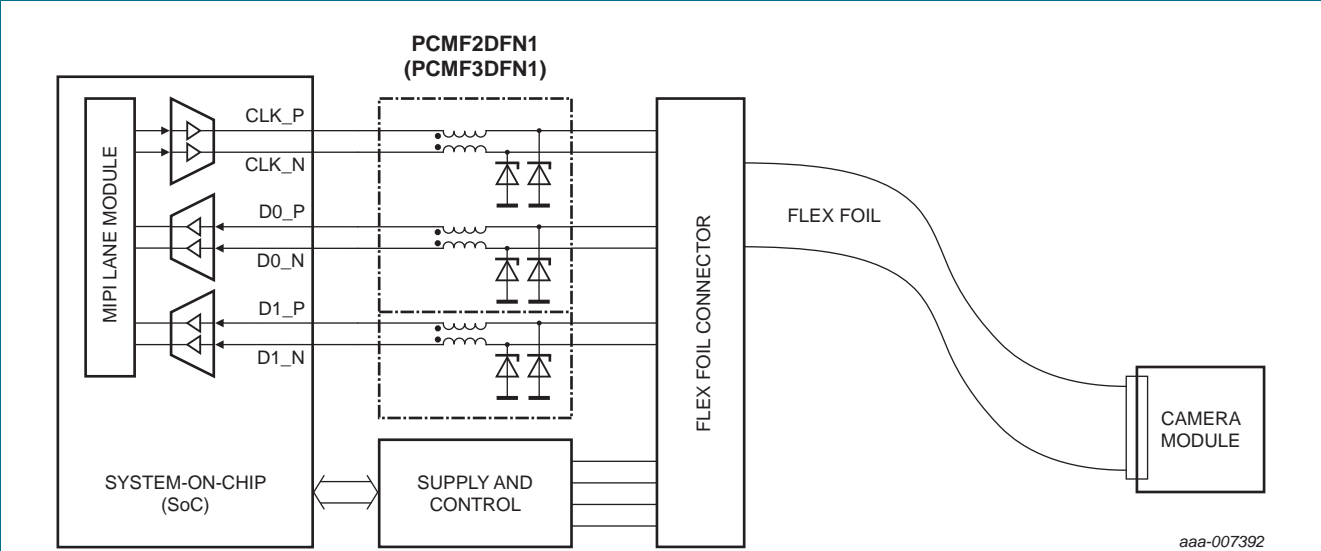 PCMF2DFN1
(PCMF3DFN1)
MIPI LANE MODULE
CLK_P
CLK_N
D0_P
D0_N
D1_P
D1_N
SYSTEM-ON-CHIP
(SoC)
SUPPLY AND
CONTROL
FLEX FOIL CONNECTOR
FLEX FOIL
CAMERA
MODULE
aaa-007392